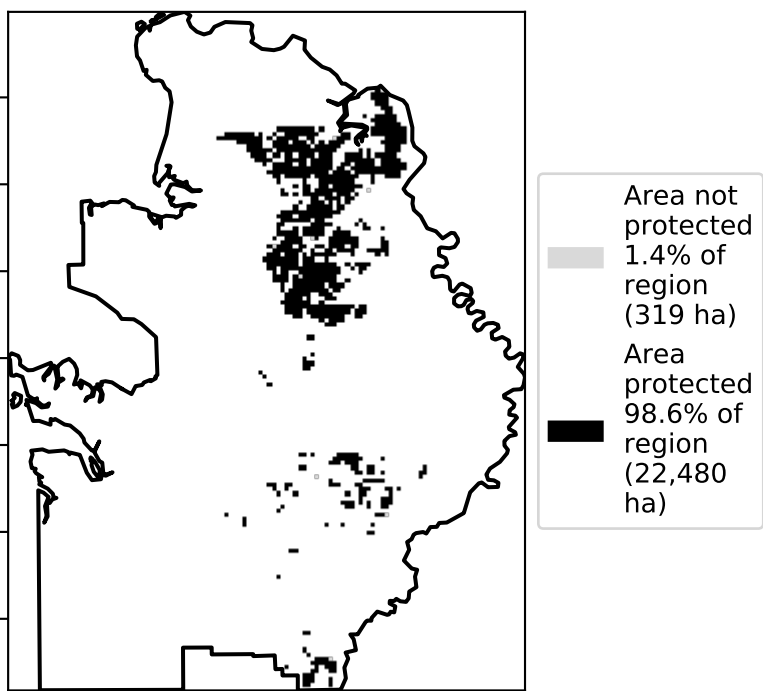 Area not
protected
1.4% of
region
(319 ha)
Area
protected
98.6% of
region
(22,480
ha)